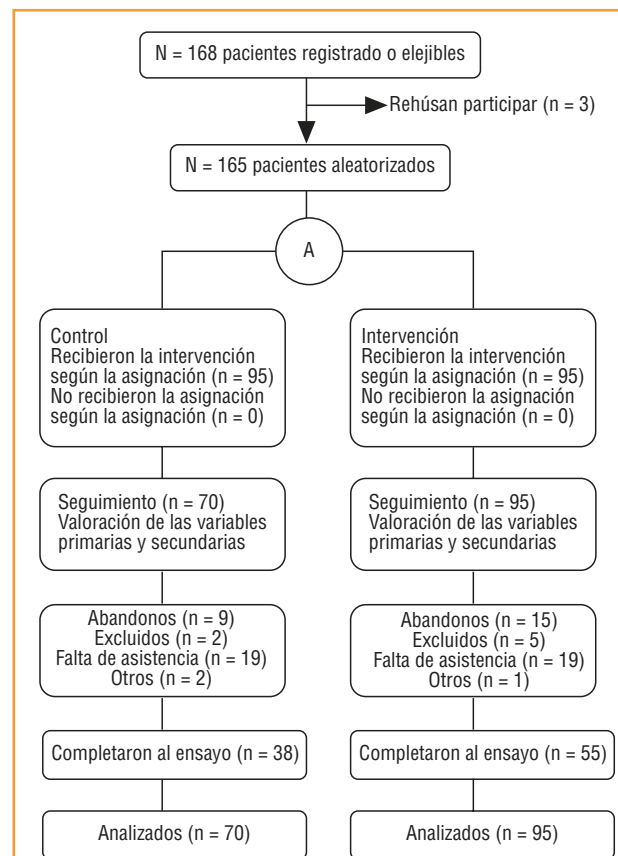 N = 168 pacientes registrado o elejibles
Rehúsan participar (n = 3)
N = 165 pacientes aleatorizados
A
Control
Recibieron la intervención
según la asignación (n = 95)
No recibieron la asignación
según la asignación (n = 0)
Intervención
Recibieron la intervención
según la asignación (n = 95)
No recibieron la asignación
según la asignación (n = 0)
Seguimiento (n = 70)
Valoración de las variables
primarias y secundarias
Seguimiento (n = 95)
Valoración de las variables
primarias y secundarias
Abandonos (n = 9)
Excluidos (n = 2)
Falta de asistencia (n = 19)
Otros (n = 2)
Abandonos (n = 15)
Excluidos (n = 5)
Falta de asistencia (n = 19)
Otros (n = 1)
Completaron al ensayo (n = 38)
Completaron al ensayo (n = 55)
Analizados (n = 70)
Analizados (n = 95)